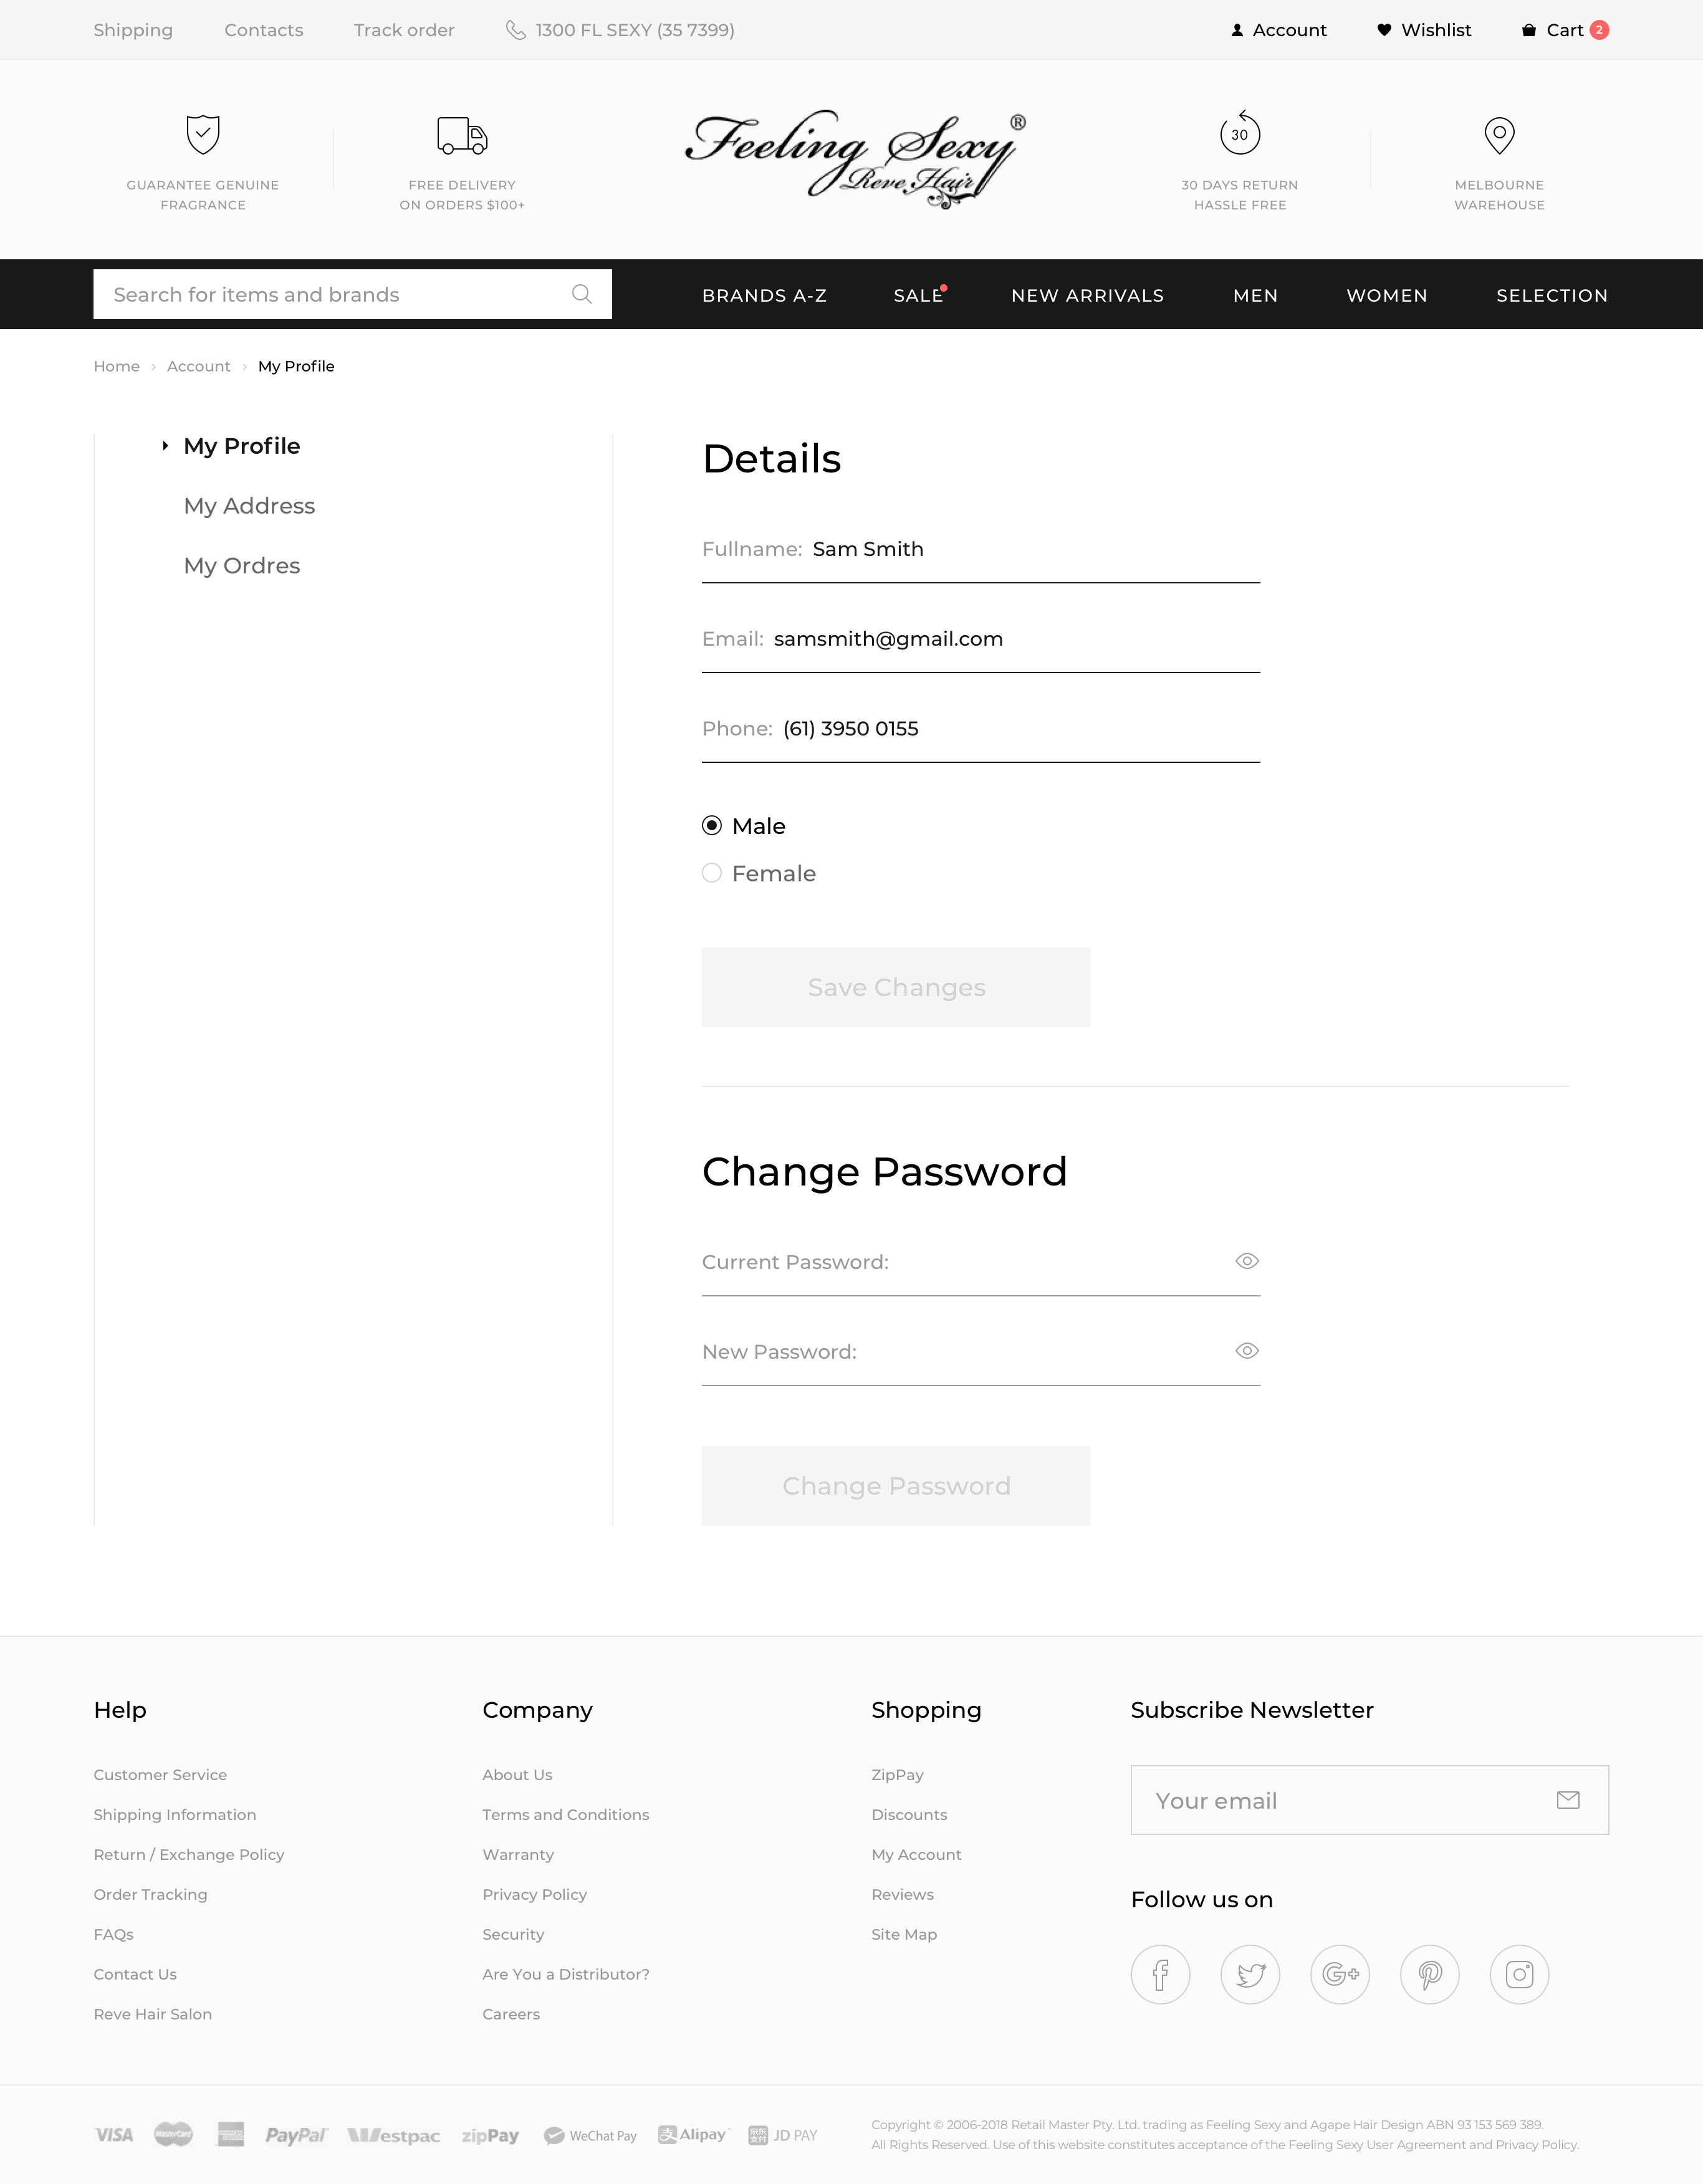 Shipping Contacts Track order 1300 FL SEXY (35 7399) Account Wishlist Cart 2
GUARANTEE GENUINE
FRAGRANCE
FREE DELIVERY
ON ORDERS $100+
Feeling Sexy ®
Reve Hair
30
30 DAYS RETURN
HASSLE FREE
MELBOURNE
WAREHOUSE
Search for items and brands BRANDS A-Z SALE NEW ARRIVALS MEN WOMEN SELECTION
Home › Account › My Profile
My Profile
My Address
My Ordres
Details
Fullname: Sam Smith
Email: samsmith@gmail.com
Phone: (61) 3950 0155
Male
Female
Save Changes
Change Password
Current Password:
New Password:
Change Password
Help
Customer Service
Shipping Information
Return / Exchange Policy
Order Tracking
FAQs
Contact Us
Reve Hair Salon
Company
About Us
Terms and Conditions
Warranty
Privacy Policy
Security
Are You a Distributor?
Careers
Shopping
ZipPay
Discounts
My Account
Reviews
Site Map
Subscribe Newsletter
Your email
Follow us on
VISA MasterCard PayPal Westpac zipPay WeChat Pay 支 Alipay 京东支付 JD PAY
Copyright © 2006-2018 Retail Master Pty. Ltd. trading as Feeling Sexy and Agape Hair Design ABN 93 153 569 389.
All Rights Reserved. Use of this website constitutes acceptance of the Feeling Sexy User Agreement and Privacy Policy.